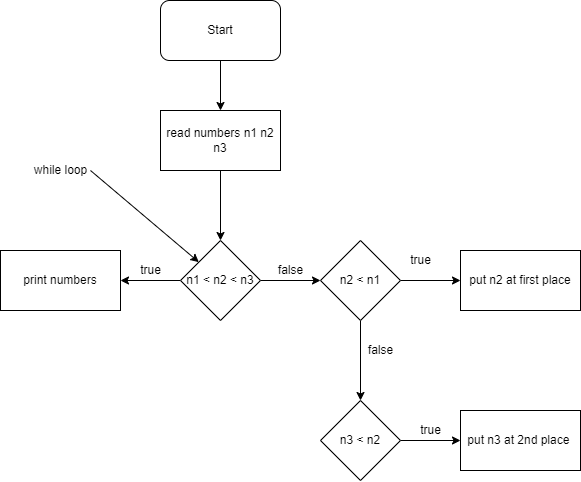 Start
read numbers n1 n2
n3
while loop
print numbers
true
n1 < n2 < n3
false
n2 < n1
true
put n2 at first place
false
n3 < n2
true
put n3 at 2nd place